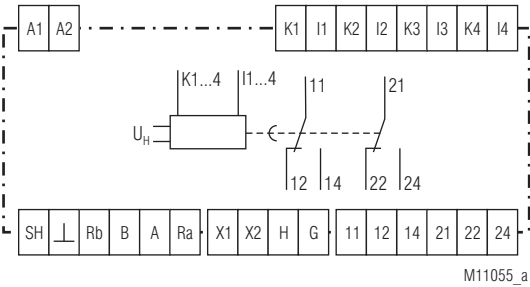 A1 A2 K1 I1 K2 I2 K3 I3 K4 I4
K1...4 I1...4 11 21
UH
12 14 22 24
SH ⊥ Rb B A Ra X1 X2 H G 11 12 14 21 22 24
M11055_a